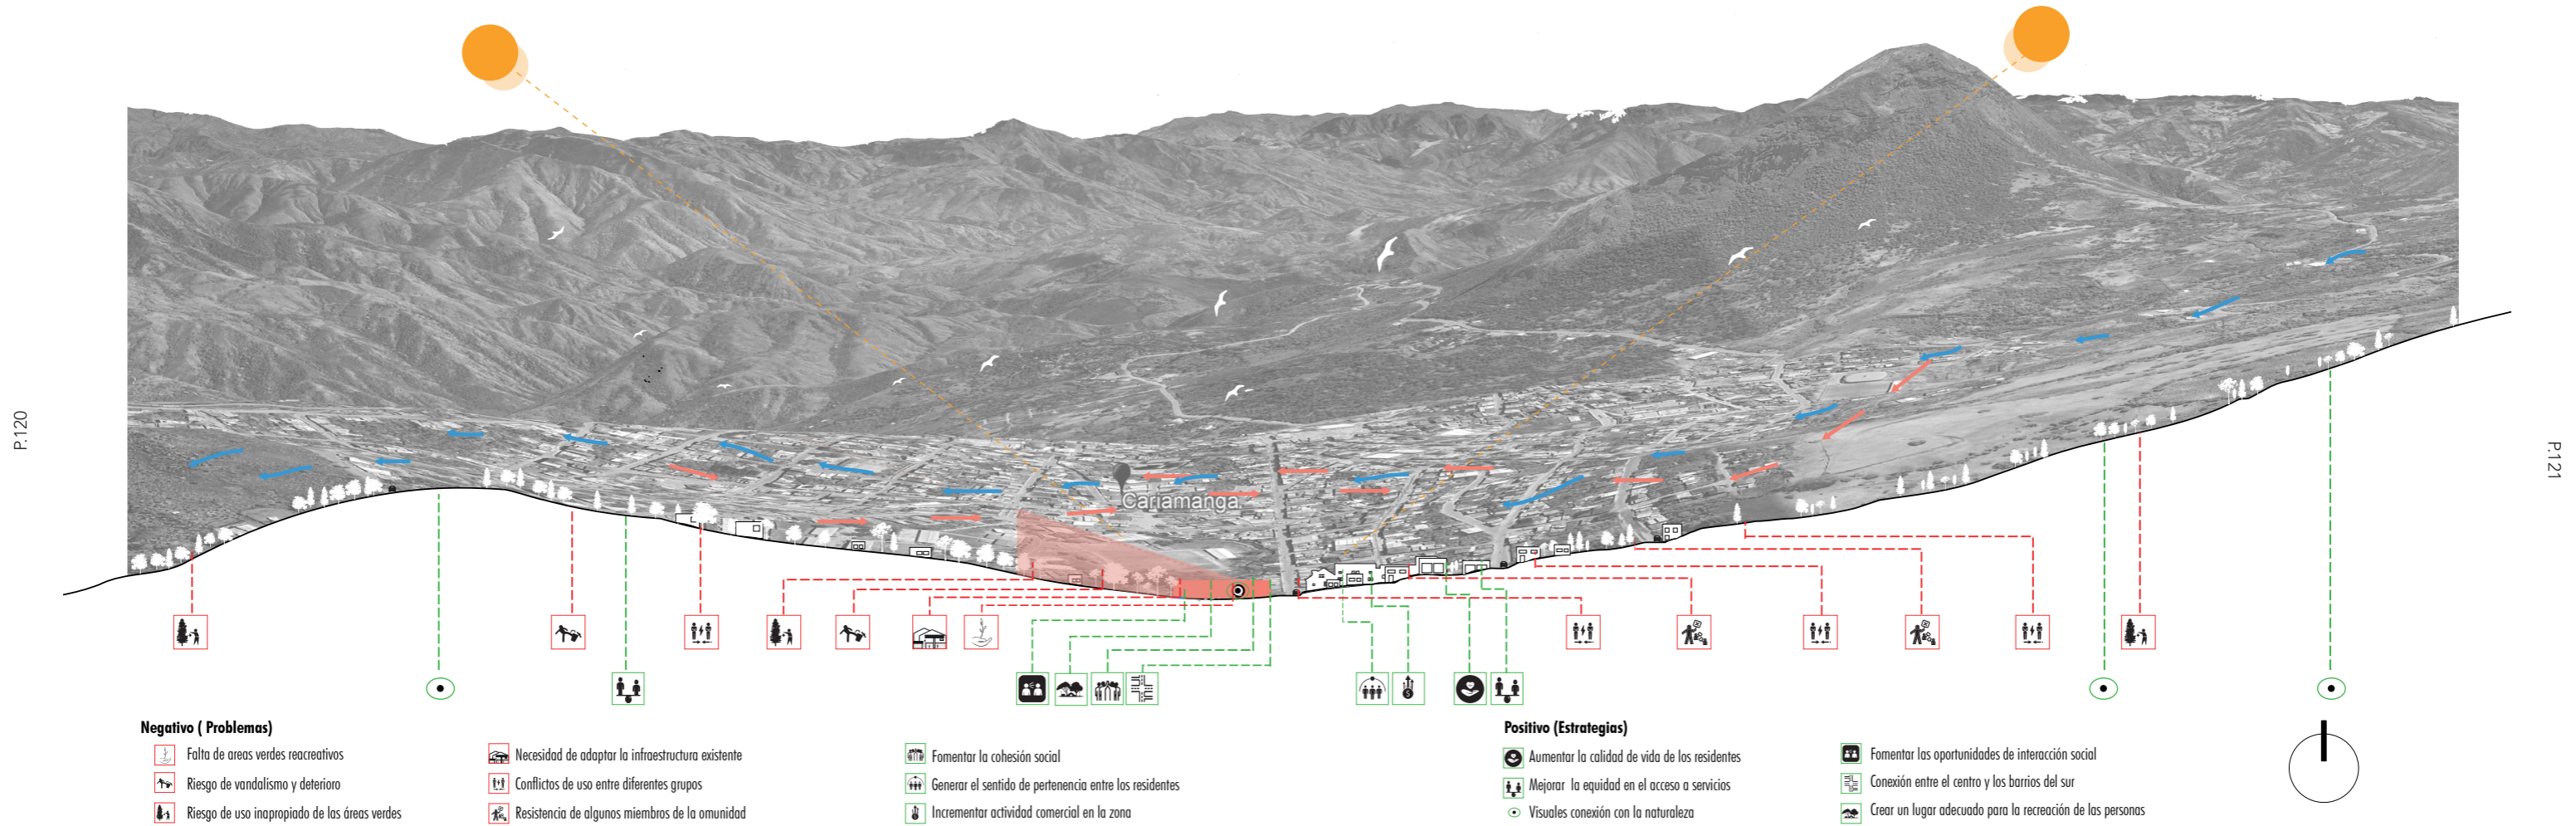 P.120
P.121
Cariamanga
Negativo ( Problemas)
Falta de areas verdes reacreativos
Riesgo de vandalismo y deterioro
Riesgo de uso inapropiado de las áreas verdes
Necesidad de adaptar la infraestructura existente
Conflictos de uso entre diferentes grupos
Resistencia de algunos miembros de la omunidad
Fomentar la cohesión social
Generar el sentido de pertenencia entre los residentes
Incrementar actividad comercial en la zona
Positivo (Estrategias)
Aumentar la calidad de vida de los residentes
Mejorar la equidad en el acceso a servicios
Visuales conexión con la naturaleza
Fomentar las oportunidades de interacción social
Conexión entre el centro y los barrios del sur
Crear un lugar adecuado para la recreación de las personas